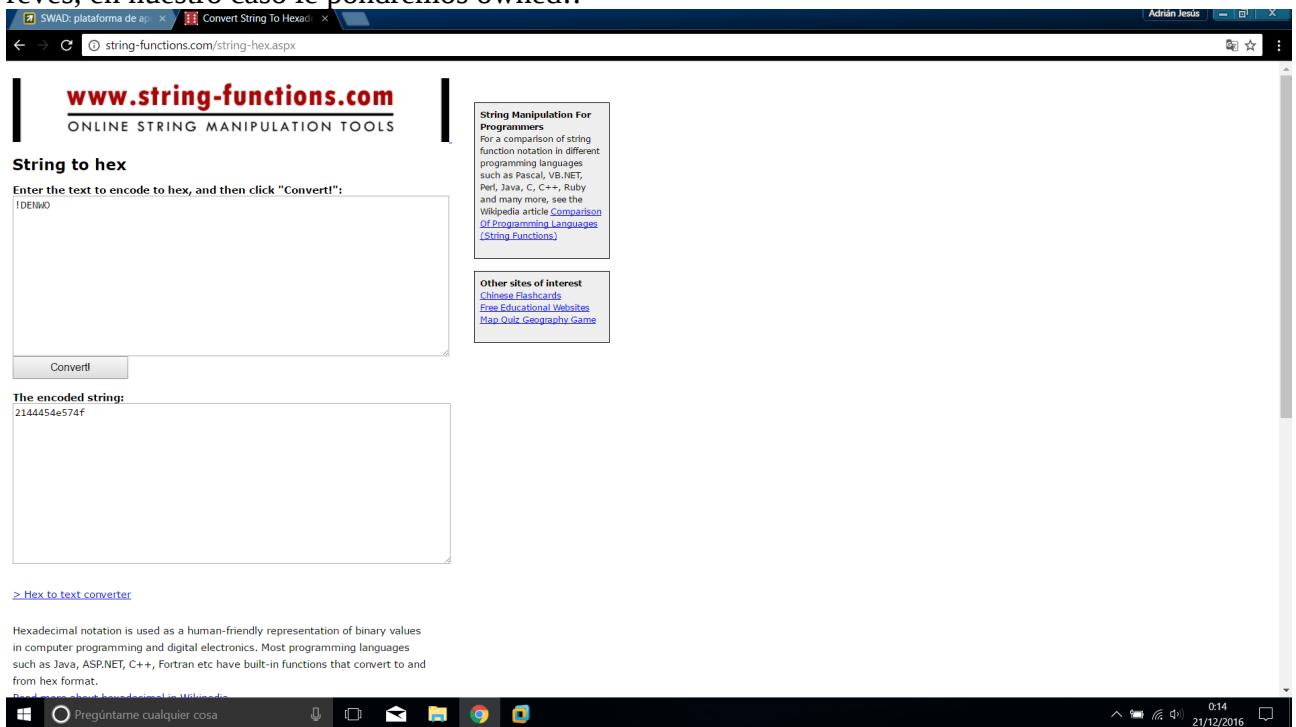 revés, en nuestro caso le pondremos owned!:
SWAD: plataforma de ap
Convert String To Hexade
Adrián Jesús
string-functions.com/string-hex.aspx
www.string-functions.com
ONLINE STRING MANIPULATION TOOLS
String to hex
Enter the text to encode to hex, and then click "Convert!":
!DENWO
Convert!
The encoded string:
2144454e574f
> Hex to text converter
Hexadecimal notation is used as a human-friendly representation of binary values
in computer programming and digital electronics. Most programming languages
such as Java, ASP.NET, C++, Fortran etc have built-in functions that convert to and
from hex format.
Read more about hexadecimal in Wikipedia
String Manipulation For
Programmers
For a comparison of string
function notation in different
programming languages
such as Pascal, VB.NET,
Perl, Java, C, C++, Ruby
and many more, see the
Wikipedia article Comparison
Of Programming Languages
(String Functions)
Other sites of interest
Chinese Flashcards
Free Educational Websites
Map Quiz Geography Game
Pregúntame cualquier cosa
0:14
21/12/2016